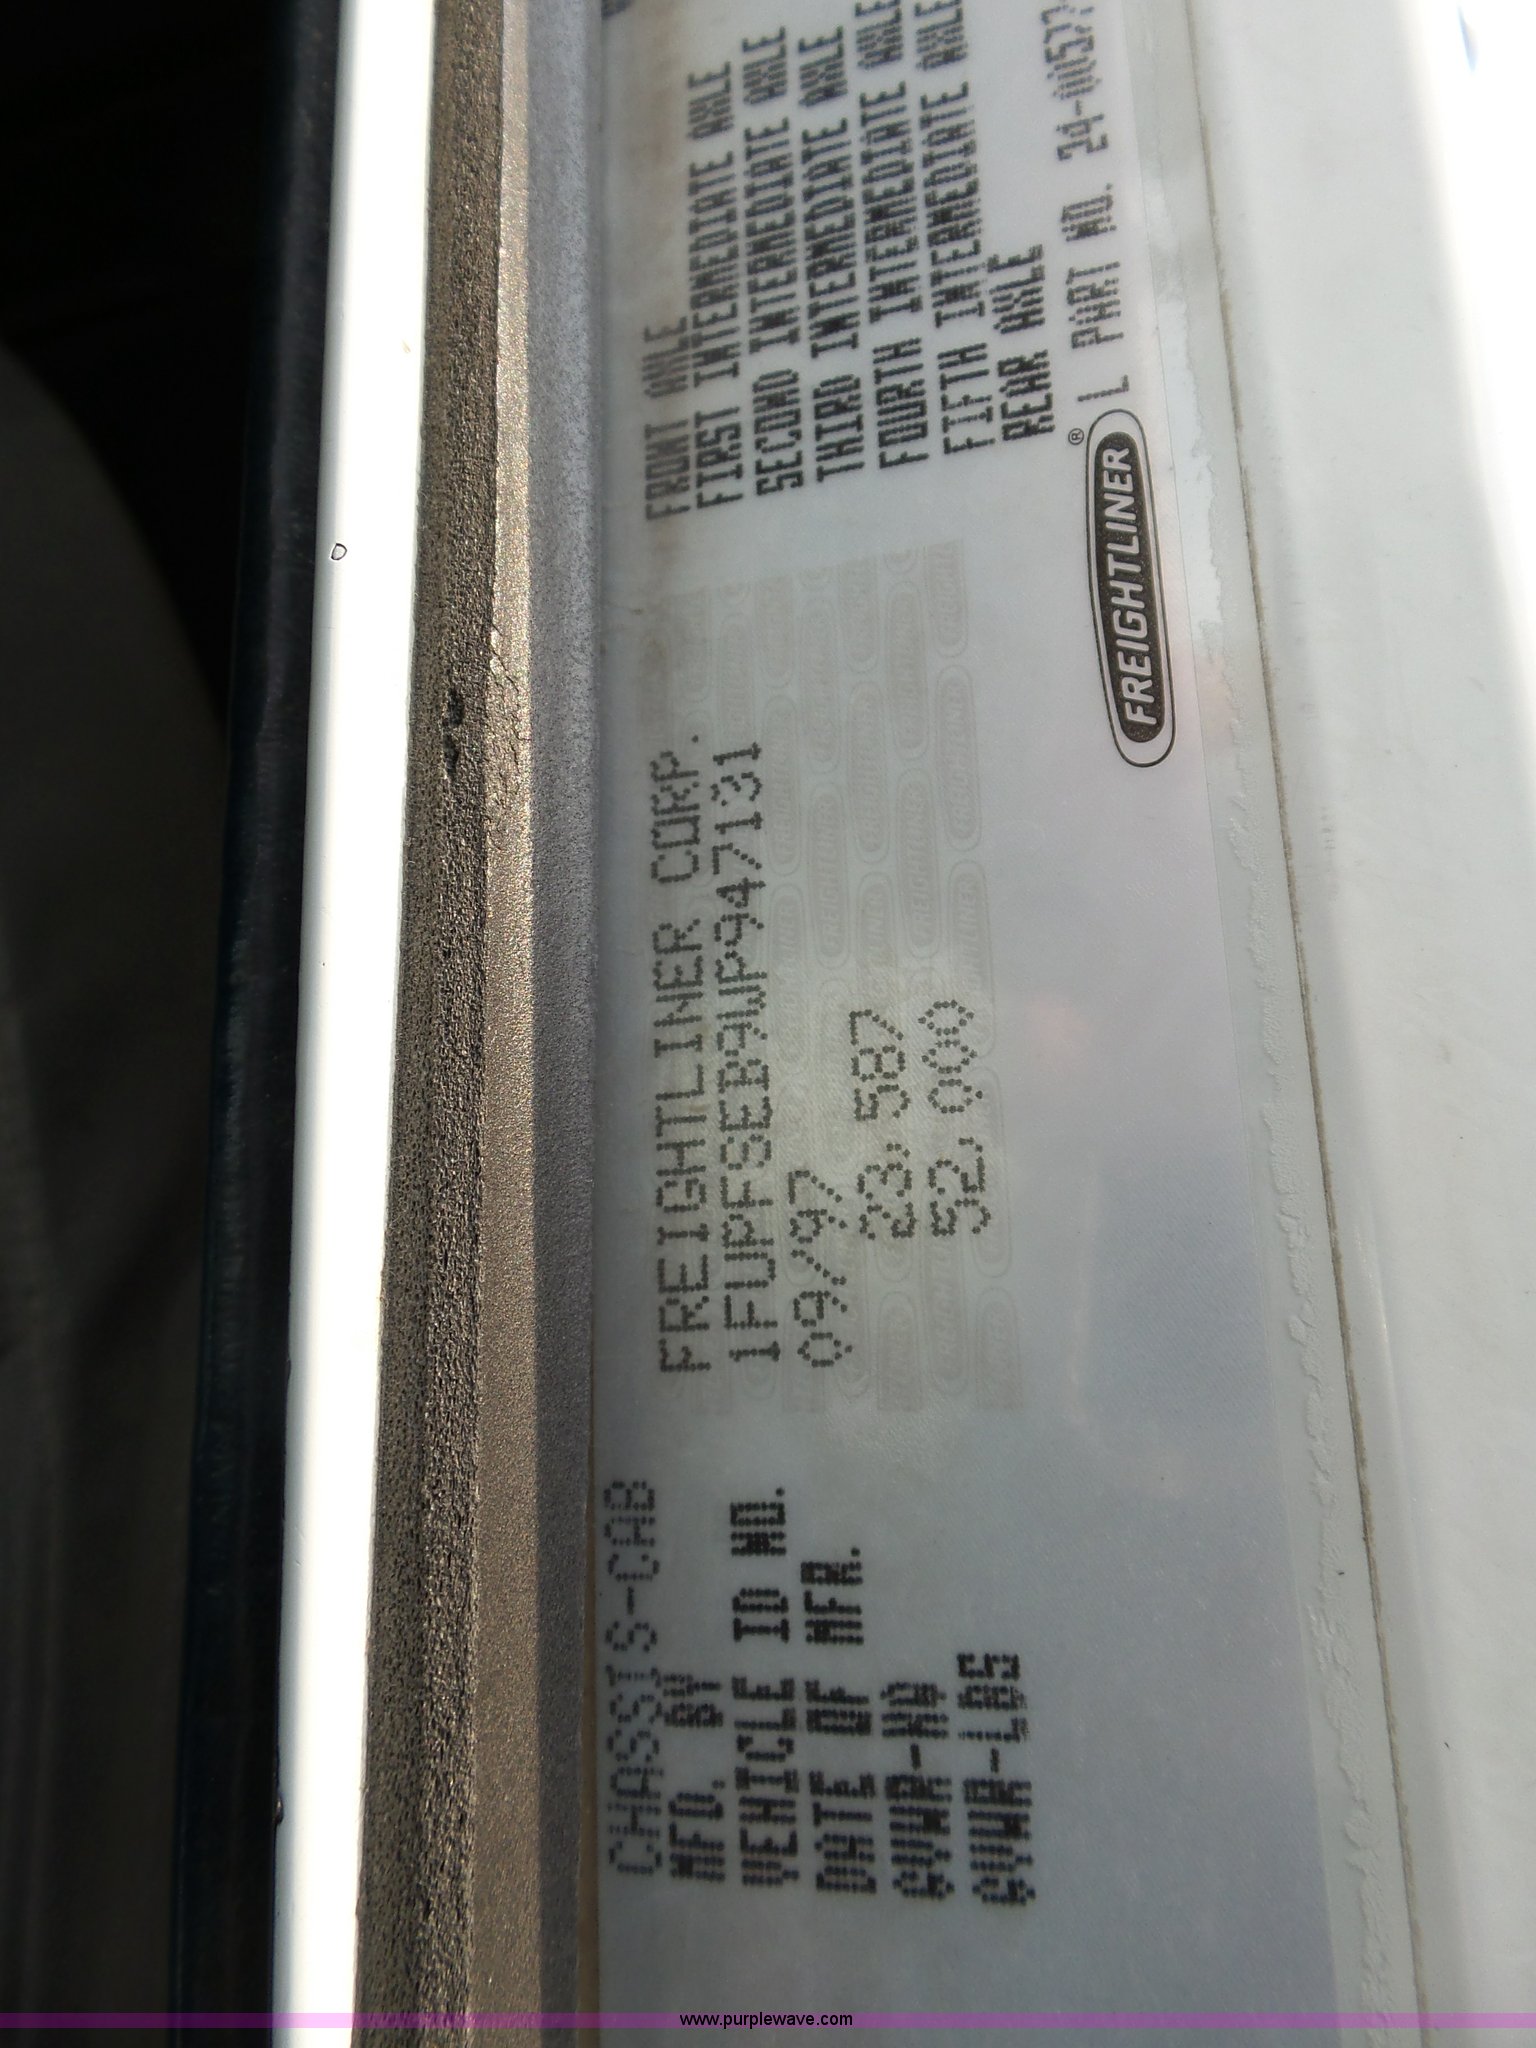 CHASSIS-CAB
MFD. BY FREIGHTLINER CORP.
VEHICLE ID NO. 1FUPFSEB9WP947131
DATE OF MFR. 09/97
GVWR-KG 23,587
GVWR-LBS 52,000
FRONT AXLE
FIRST INTERMEDIATE AXLE
SECOND INTERMEDIATE AXLE
THIRD INTERMEDIATE AXLE
FOURTH INTERMEDIATE AXLE
FIFTH INTERMEDIATE AXLE
REAR AXLE
FREIGHTLINER ® L PART NO.
www.purplewave.com